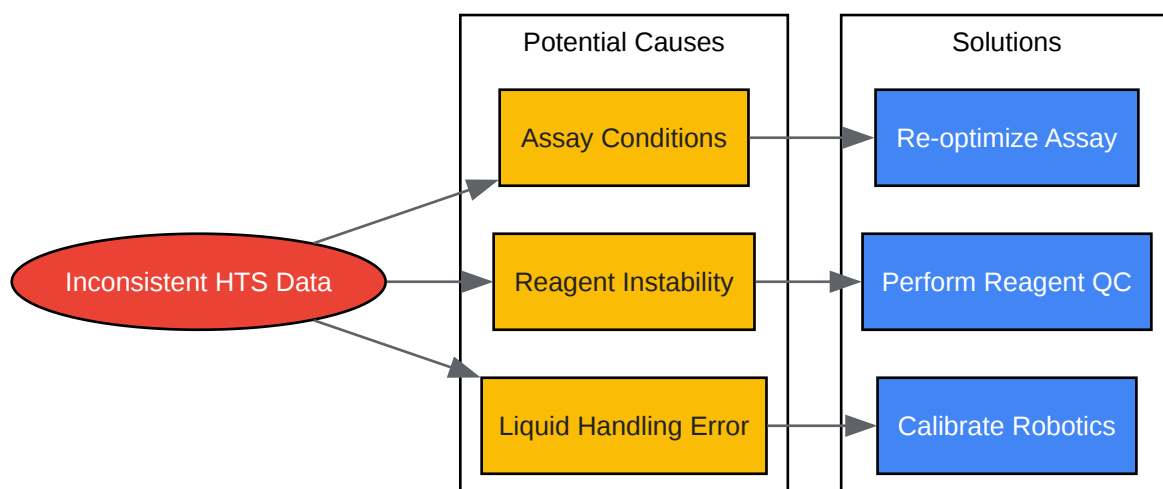 Potential Causes
Solutions
Assay Conditions
Re-optimize Assay
Inconsistent HTS Data
Reagent Instability
Perform Reagent QC
Liquid Handling Error
Calibrate Robotics